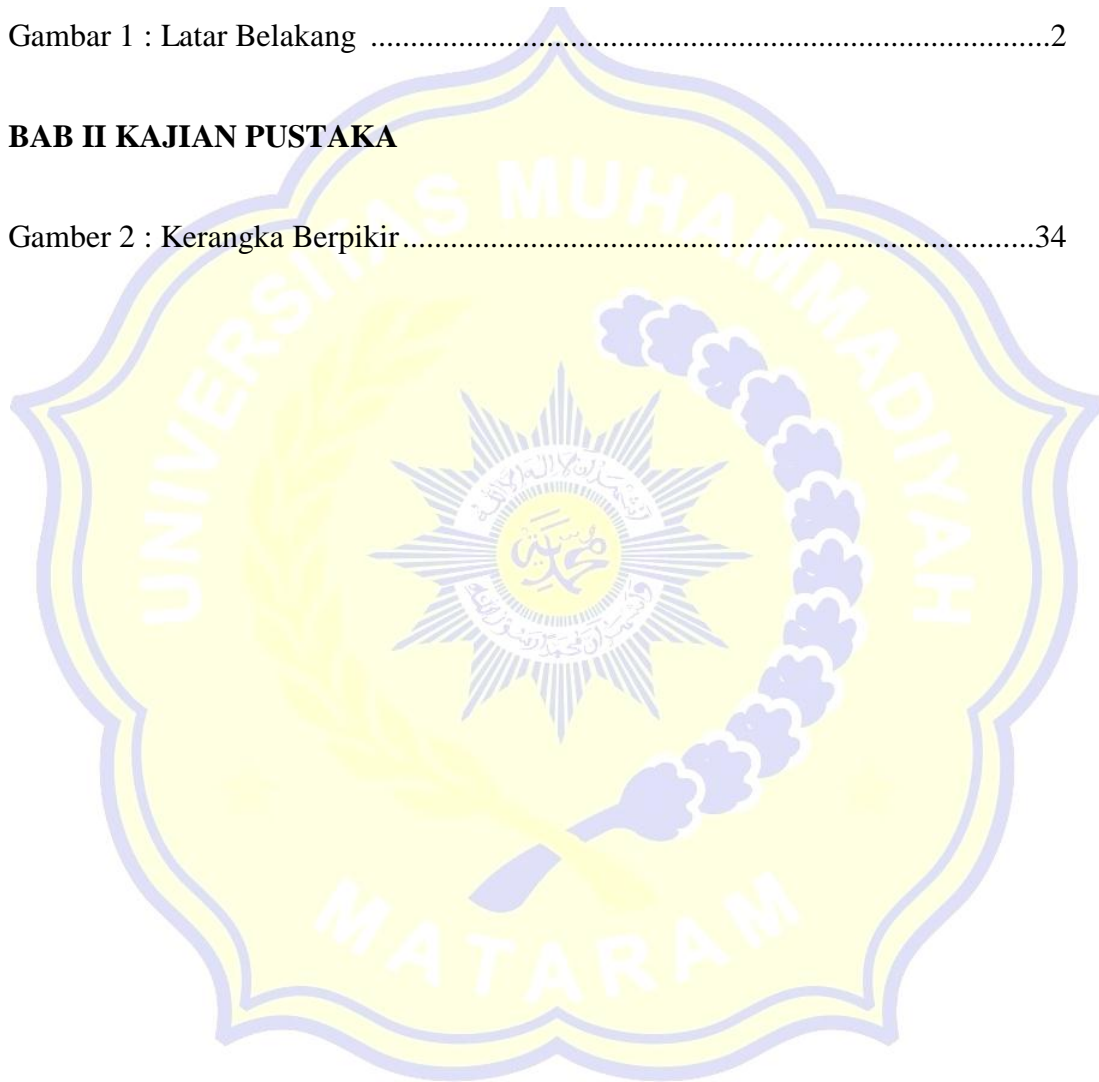 Gambar 1 : Latar Belakang .....................................................................................2
BAB II KAJIAN PUSTAKA
Gamber 2 : Kerangka Berpikir...............................................................................34
UNIVERSITAS MUHAMMADIYAH
MATARAM